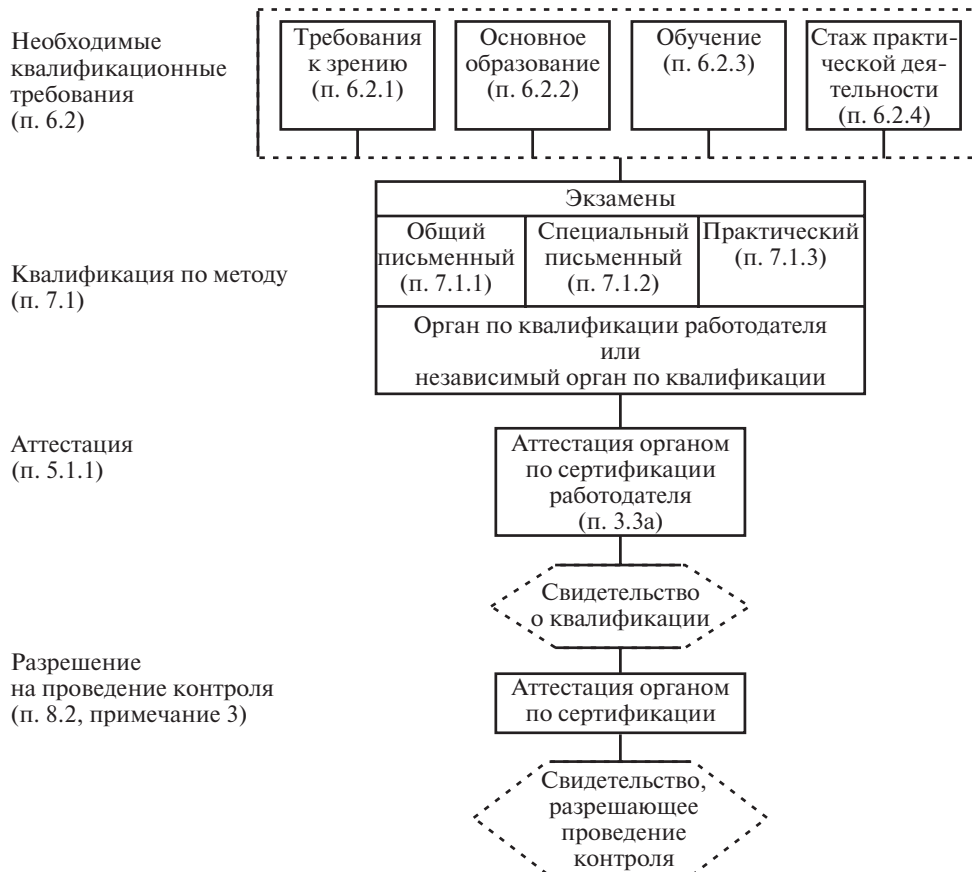 Необходимые
квалификационные
требования
(п. 6.2)
Требования
к зрению
(п. 6.2.1)
Основное
образование
(п. 6.2.2)
Обучение
(п. 6.2.3)
Стаж практи-
ческой дея-
тельности
(п. 6.2.4)
Экзамены
Квалификация по методу
(п. 7.1)
Общий
письменный
(п. 7.1.1)
Специальный
письменный
(п. 7.1.2)
Практический
(п. 7.1.3)
Орган по квалификации работодателя
или
независимый орган по квалификации
Аттестация
(п. 5.1.1)
Аттестация органом
по сертификации
работодателя
(п. 3.3а)
Свидетельство
о квалификации
Разрешение
на проведение контроля
(п. 8.2, примечание 3)
Аттестация органом
по сертификации
Свидетельство,
разрешающее
проведение
контроля